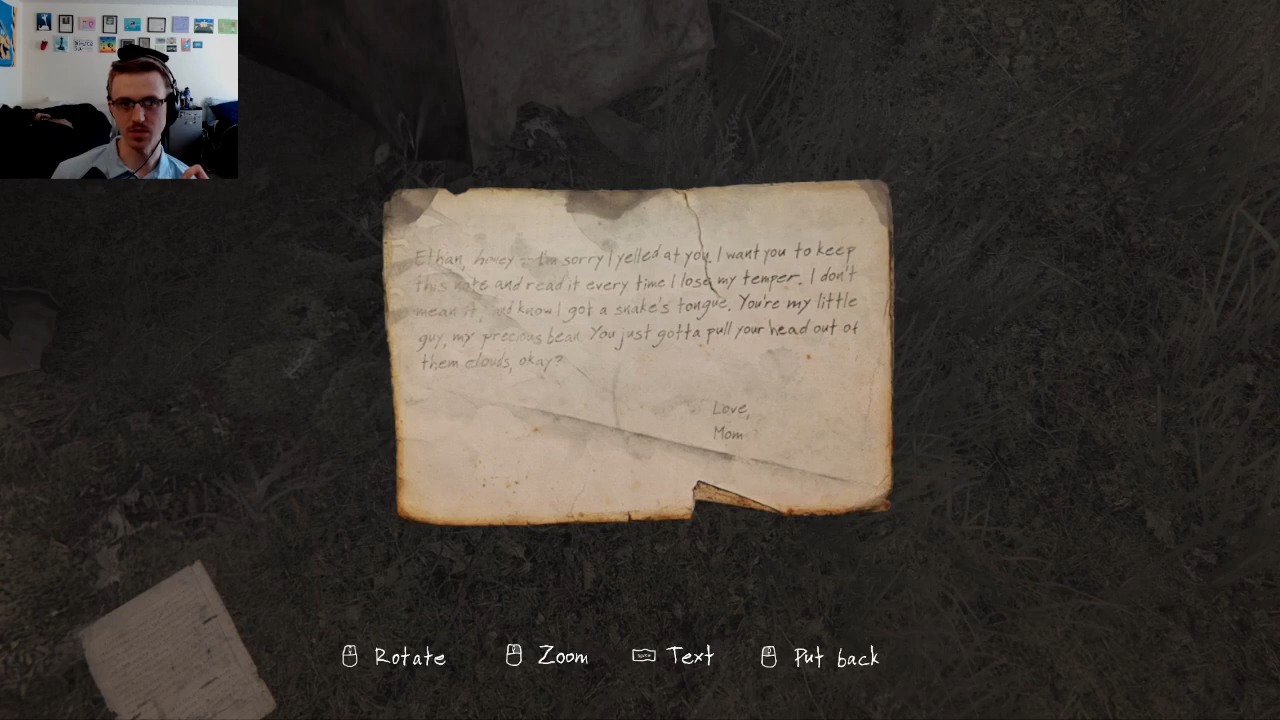 Ethan, honey -- I'm sorry I yelled at you. I want you to keep
this note and read it every time I lose my temper. I don't
mean it, and know I got a snake's tongue. You're my little
guy, my precious bean. You just gotta pull your head out of
them clouds, okay?
Love,
Mom
Rotate
Zoom
Text
Put back